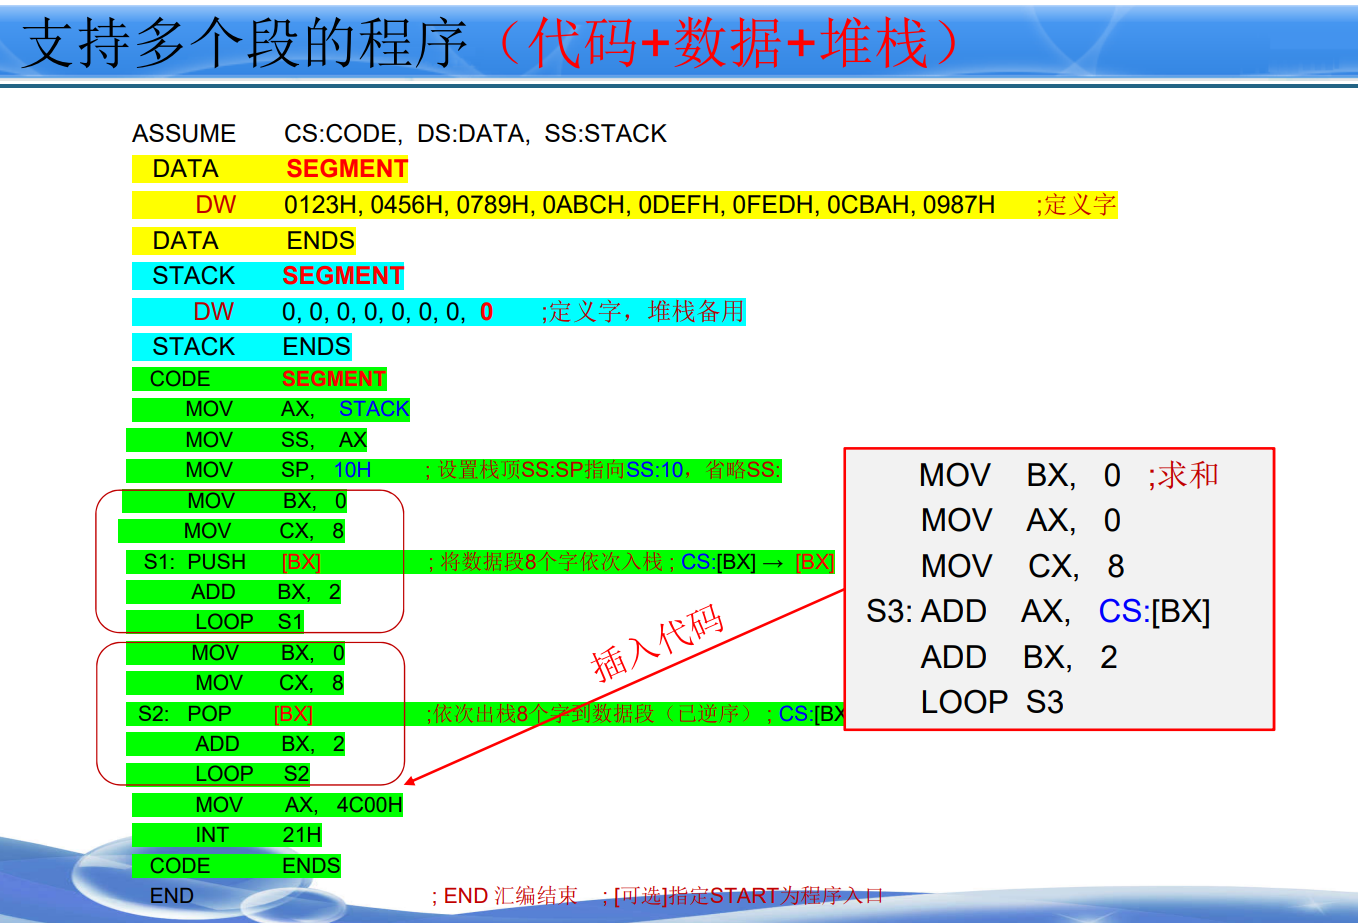 支持多个段的程序（代码+数据+堆栈）
ASSUME CS:CODE, DS:DATA, SS:STACK
DATA SEGMENT
DW 0123H, 0456H, 0789H, 0ABCH, 0DEFH, 0FEDH, 0CBAH, 0987H ;定义字
DATA ENDS
STACK SEGMENT
DW 0, 0, 0, 0, 0, 0, 0, 0 ;定义字，堆栈备用
STACK ENDS
CODE SEGMENT
MOV AX, STACK
MOV SS, AX
MOV SP, 10H ; 设置栈顶SS:SP指向SS:10，省略SS:
MOV BX, 0
MOV CX, 8
S1: PUSH [BX] ; 将数据段8个字依次入栈 ; CS:[BX] → [BX]
ADD BX, 2
LOOP S1
MOV BX, 0
MOV CX, 8
S2: POP [BX] ;依次出栈8个字到数据段（已逆序）; CS:[BX
ADD BX, 2
LOOP S2
MOV AX, 4C00H
INT 21H
CODE ENDS
END ; END 汇编结束 ; [可选]指定START为程序入口
插入代码
MOV BX, 0 ;求和
MOV AX, 0
MOV CX, 8
S3: ADD AX, CS:[BX]
ADD BX, 2
LOOP S3